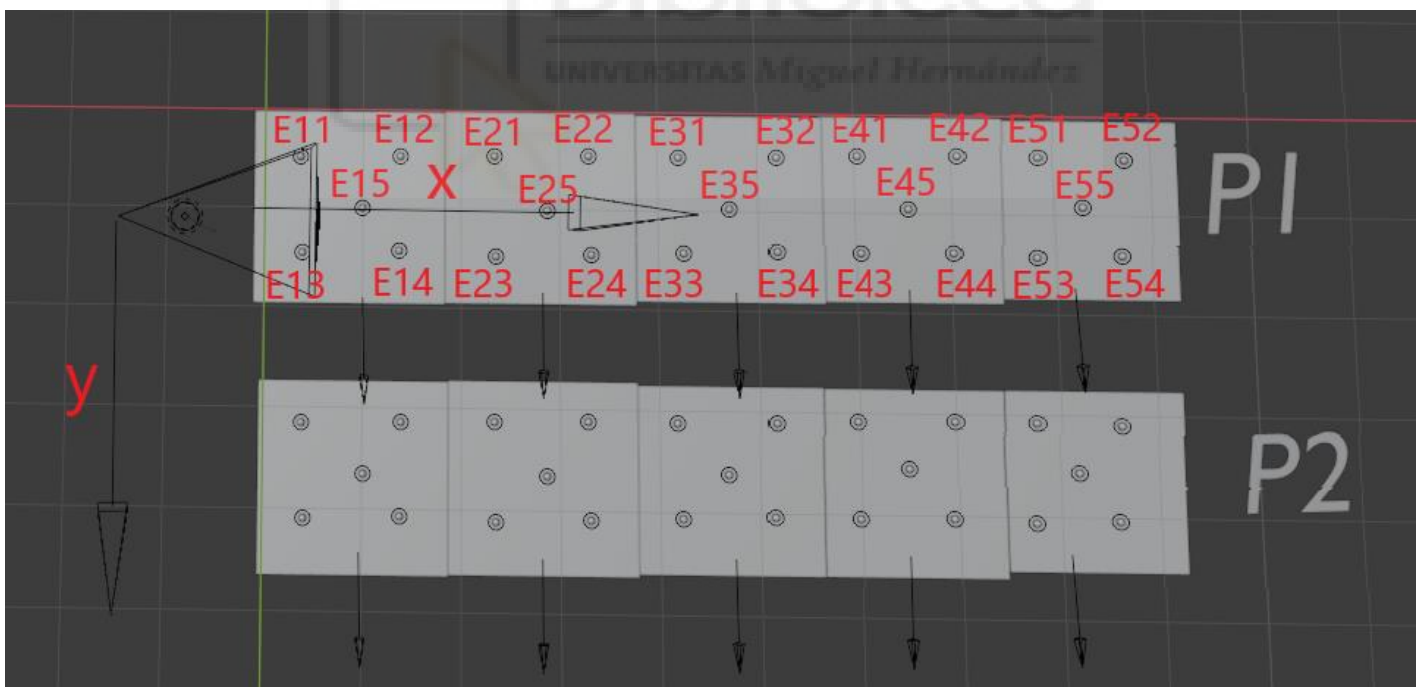 Biblioteca
UNIVERSITAS Miguel Hernández
E11 E12 E21 E22 E31 E32 E41 E42 E51 E52
P1
E15 X E25 E35 E45 E55
E13 E14 E23 E24 E33 E34 E43 E44 E53 E54
y
P2